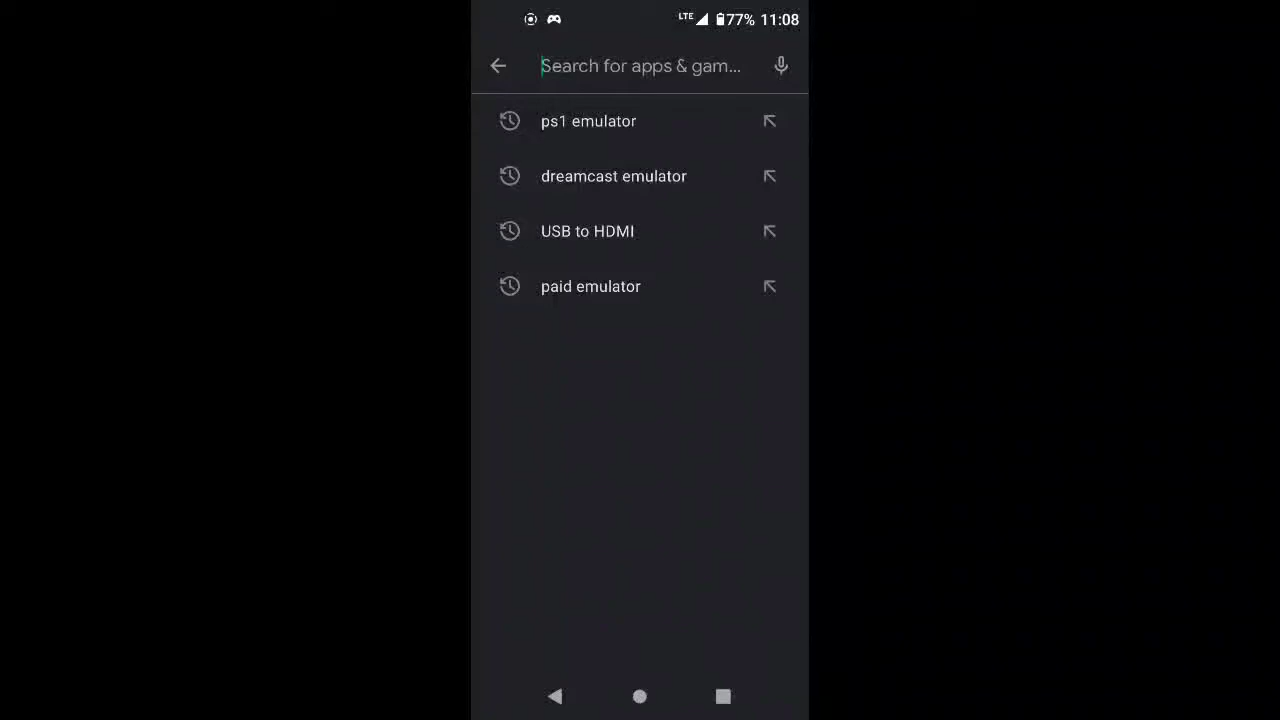 LTE 77% 11:08
Search for apps & gam...
ps1 emulator
dreamcast emulator
USB to HDMI
paid emulator